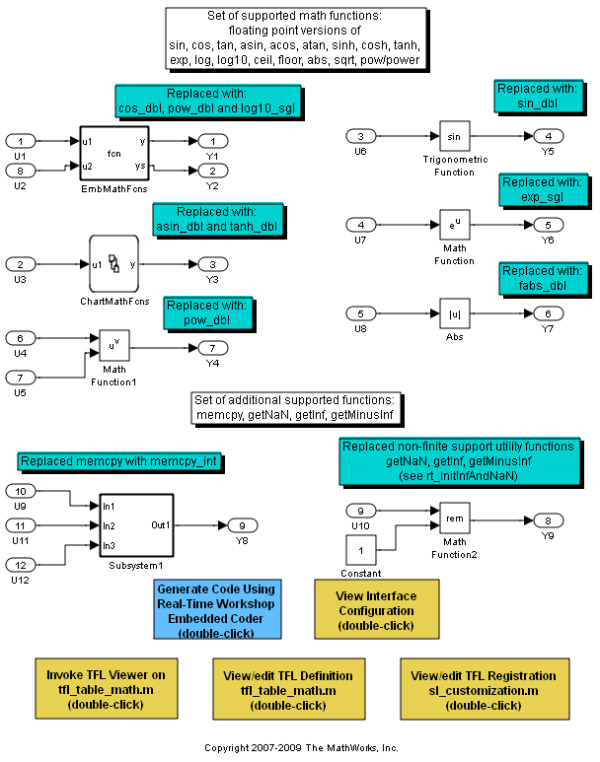 Set of supported math functions:
floating point versions of
sin, cos, tan, asin, acos, atan, sinh, cosh, tanh,
exp, log, log10, ceil, floor, abs, sqrt, pow/power
Replaced with:
cos_dbl, pow_dbl and log10_sgl
1
U1
8
U2
u1
u2
fcn
y
ys
EmbMathFcns
1
Y1
2
Y2
Replaced with:
sin_dbl
3
U6
sin
Trigonometric
Function
4
Y5
Replaced with:
asin_dbl and tanh_dbl
2
U3
u1
y
ChartMathFcns
3
Y3
Replaced with:
exp_sgl
4
U7
e^u
Math
Function
5
Y6
Replaced with:
pow_dbl
6
U4
7
U5
u^v
Math
Function1
7
Y4
Replaced with:
fabs_dbl
5
U8
|u|
Abs
6
Y7
Set of additional supported functions:
memcpy, getNaN, getInf, getMinusInf
Replaced memcpy with memcpy_int
10
U9
11
U11
12
U12
In1
In2
In3
Out1
Subsystem1
9
Y8
Replaced non-finite support utility functions
getNaN, getInf, getMinusInf
(see rt_InitInfAndNaN)
9
U10
1
Constant
rem
Math
Function2
8
Y9
Generate Code Using
Real-Time Workshop
Embedded Coder
(double-click)
View Interface
Configuration
(double-click)
Invoke TFL Viewer on
tfl_table_math.m
(double-click)
View/edit TFL Definition
tfl_table_math.m
(double-click)
View/edit TFL Registration
sl_customization.m
(double-click)
Copyright 2007-2009 The MathWorks, Inc.